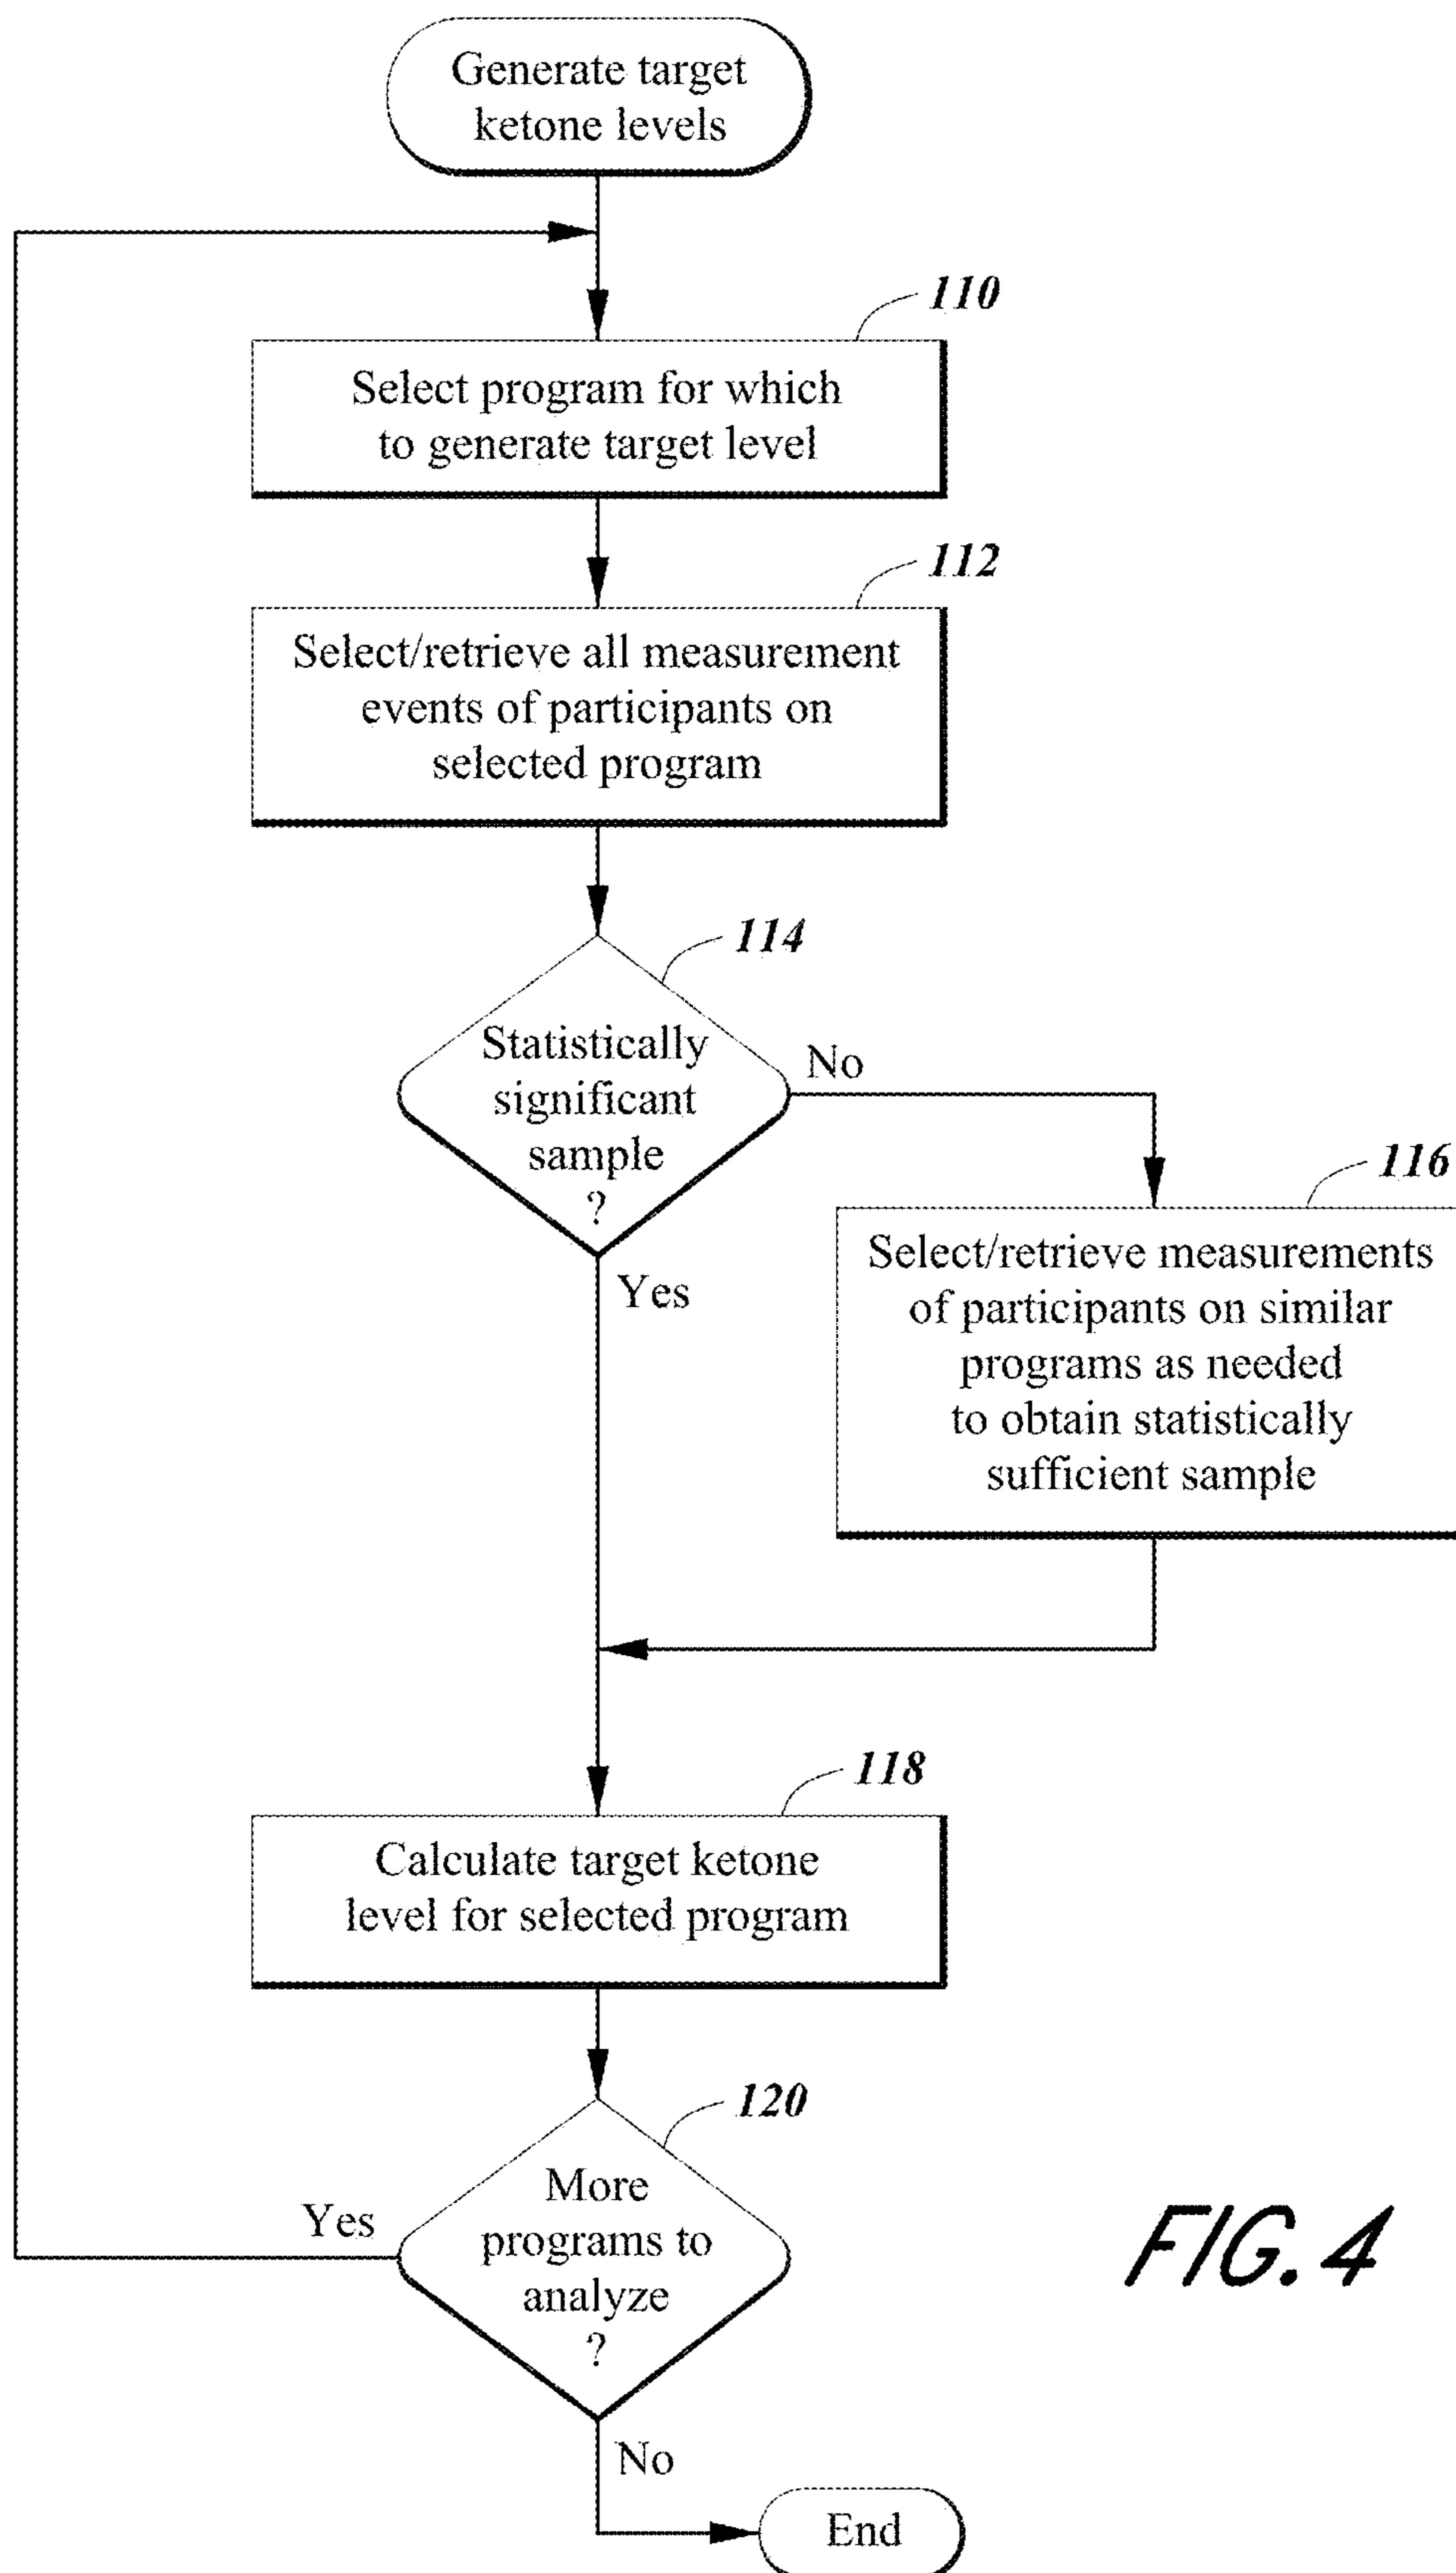 Generate target
ketone levels
110
Select program for which
to generate target level
112
Select/retrieve all measurement
events of participants on
selected program
114
Statistically
significant
sample
?
No
Yes
116
Select/retrieve measurements
of participants on similar
programs as needed
to obtain statistically
sufficient sample
118
Calculate target ketone
level for selected program
120
More
programs to
analyze
?
Yes
No
End
FIG. 4